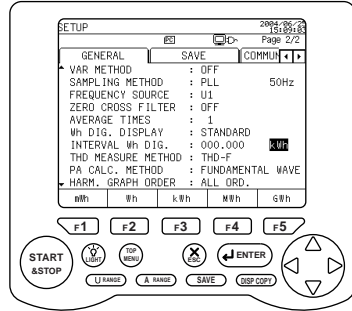 SETUP 2004/06/23
15:09:03
PC Page 2/2
GENERAL SAVE COMMUN
VAR METHOD : OFF
SAMPLING METHOD : PLL 50Hz
FREQUENCY SOURCE : U1
ZERO CROSS FILTER : OFF
AVERAGE TIMES : 1
Wh DIG. DISPLAY : STANDARD
INTERVAL Wh DIG. : 000.000 kWh
THD MEASURE METHOD : THD-F
PA CALC. METHOD : FUNDAMENTAL WAVE
HARM. GRAPH ORDER : ALL ORD.
mWh Wh kWh MWh GWh
F1 F2 F3 F4 F5
START
&STOP
LIGHT
TOP
MENU
ESC
ENTER
U RANGE A RANGE SAVE DISP COPY